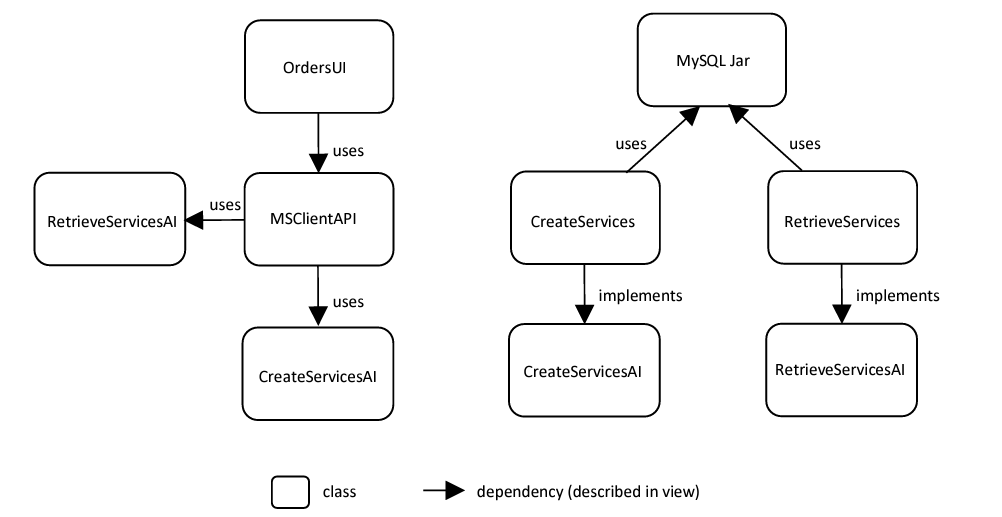 OrdersUI
MySQL Jar
uses
uses
uses
RetrieveServicesAI
uses
MSClientAPI
CreateServices
RetrieveServices
uses
implements
implements
CreateServicesAI
CreateServicesAI
RetrieveServicesAI
class
dependency (described in view)